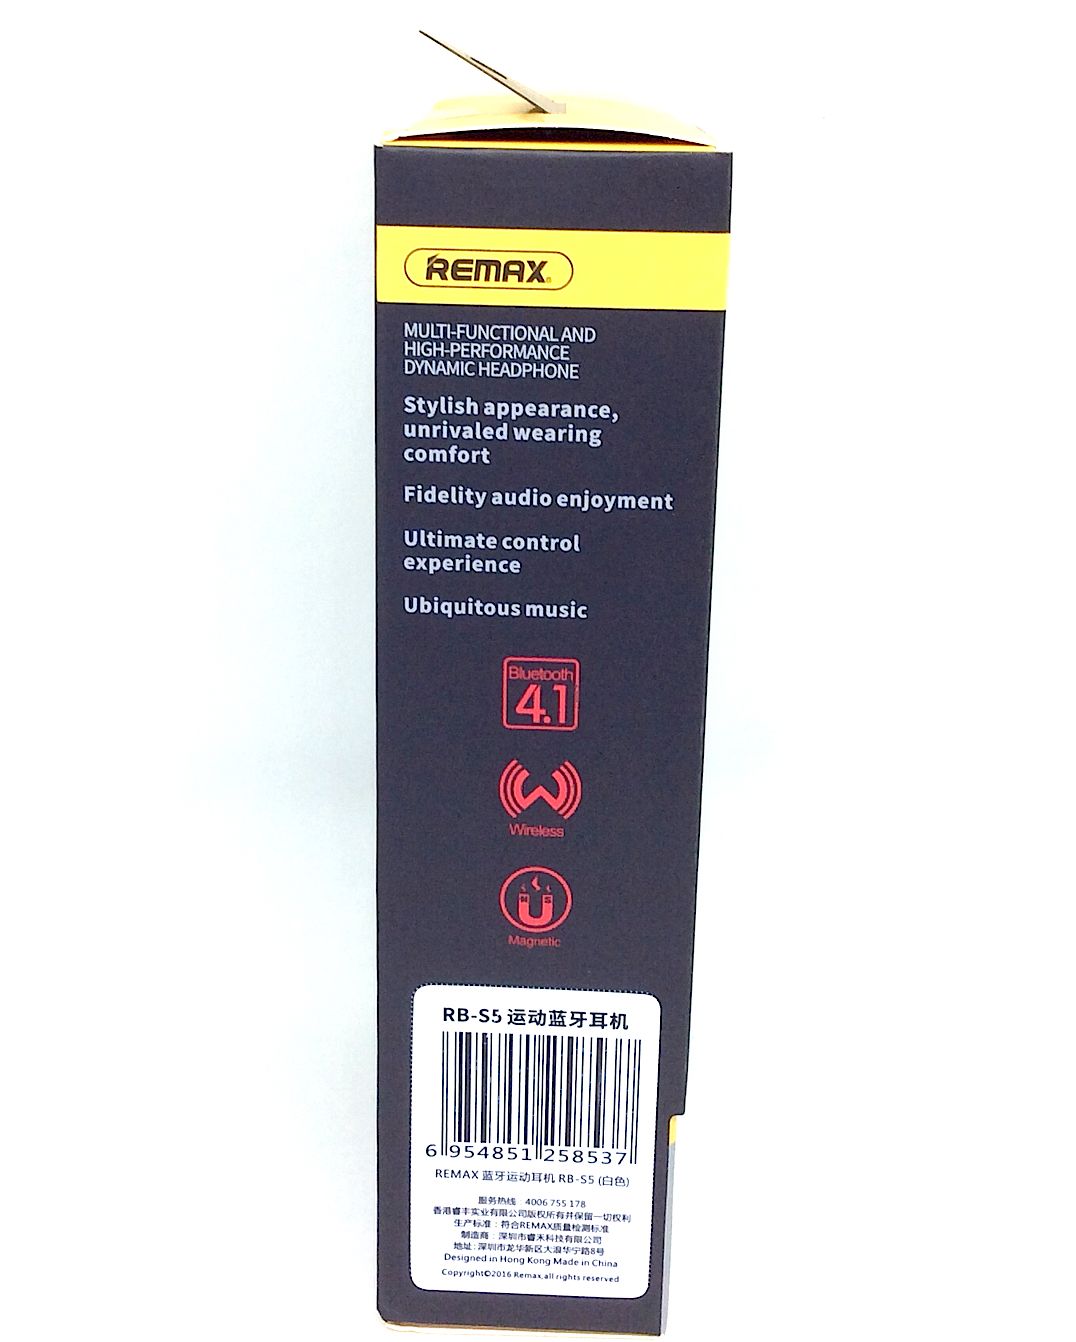 REMAX®
MULTI-FUNCTIONAL AND
HIGH-PERFORMANCE
DYNAMIC HEADPHONE
Stylish appearance,
unrivaled wearing
comfort
Fidelity audio enjoyment
Ultimate control
experience
Ubiquitous music
Bluetooth
4.1
Wireless
N S
Magnetic
RB-S5 运动蓝牙耳机
6 954851 258537
REMAX 蓝牙运动耳机 RB-S5 (白色)
服务热线：4006 755 178
香港睿丰实业有限公司版权所有并保留一切权利
生产标准：符合REMAX质量检测标准
制造商：深圳市睿禾科技有限公司
地址：深圳市龙华新区大浪华宁路8号
Designed in Hong Kong Made in China
Copyright©2016 Remax,all rights reserved